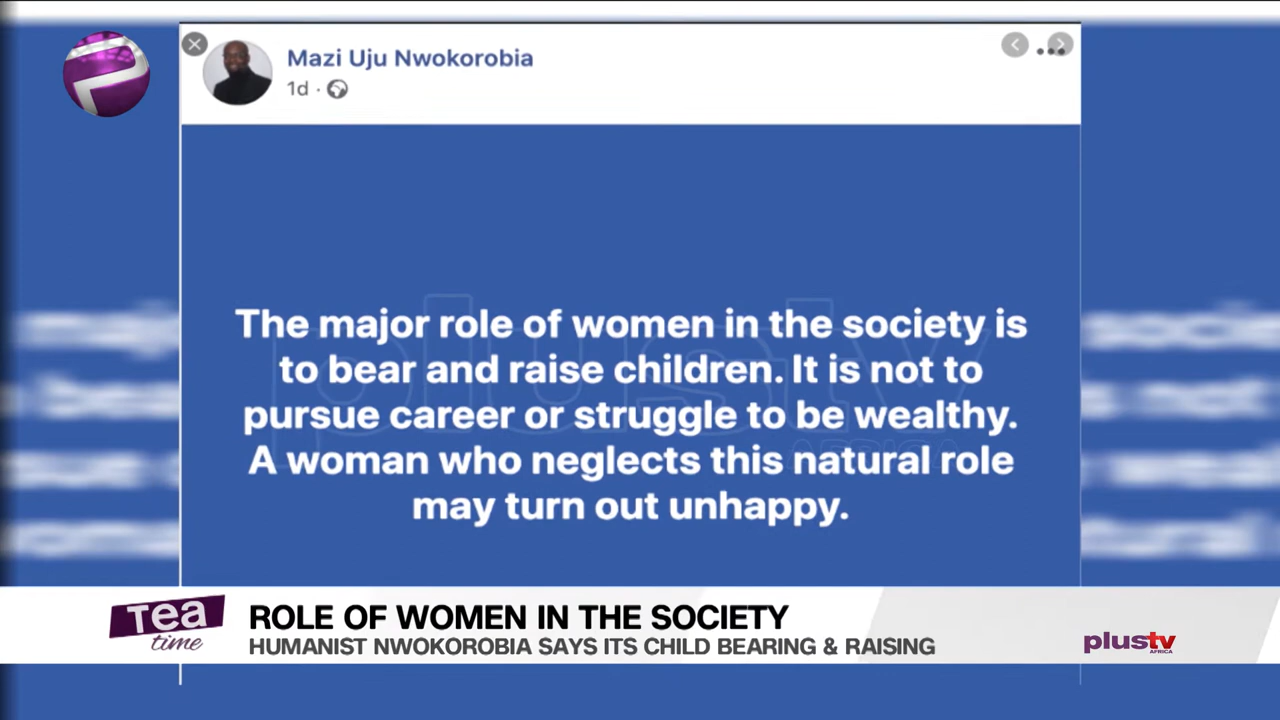 Mazi Uju Nwokorobia
1d ·
The major role of women in the society is
to bear and raise children. It is not to
pursue career or struggle to be wealthy.
A woman who neglects this natural role
may turn out unhappy.
Tea
time
ROLE OF WOMEN IN THE SOCIETY
HUMANIST NWOKOROBIA SAYS ITS CHILD BEARING & RAISING
plustv
AFRICA